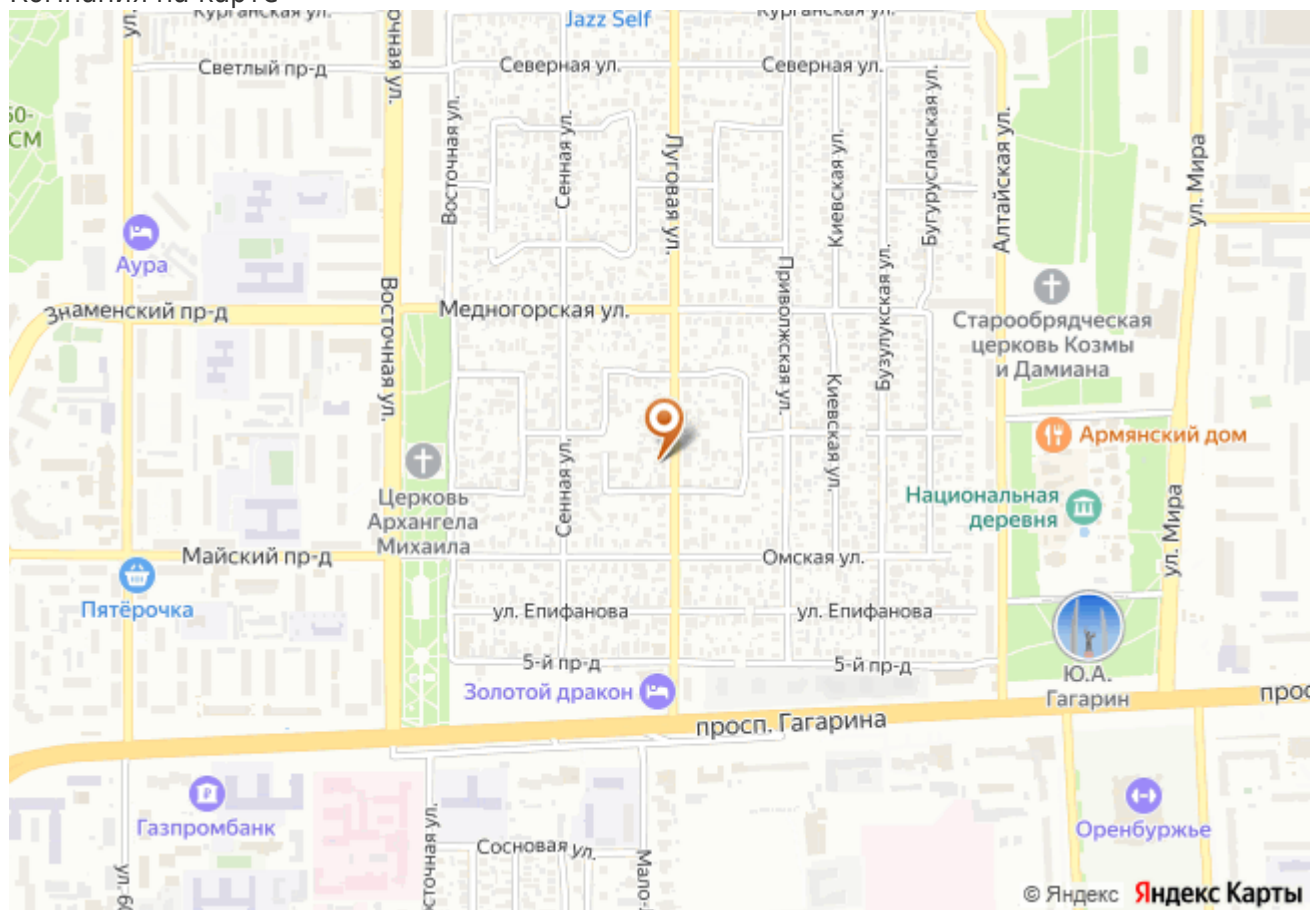 Jazz Self
Курганская ул.
Курганская ул.
Светлый пр-д
Северная ул.
Северная ул.
60-
СМ
Восточная ул.
Сенная ул.
Луговая ул.
Киевская ул.
Бугурусланская ул.
Алтайская ул.
ул. Мира
Аура
Знаменский пр-д
Восточная ул.
Медногорская ул.
Приволжская ул.
Бузулукская ул.
Старообрядческая
церковь Козмы
и Дамиана
Киевская ул.
Армянский дом
Сенная ул.
Церковь
Архангела
Михаила
Национальная
деревня
ул. Мира
Майский пр-д
Омская ул.
Пятёрочка
ул. Епифанова
ул. Епифанова
5-й пр-д
5-й пр-д
Золотой дракон
Ю.А.
Гагарин
просп. Гагарина
Газпромбанк
Оренбуржье
Сосновая ул.
© Яндекс Яндекс Карты